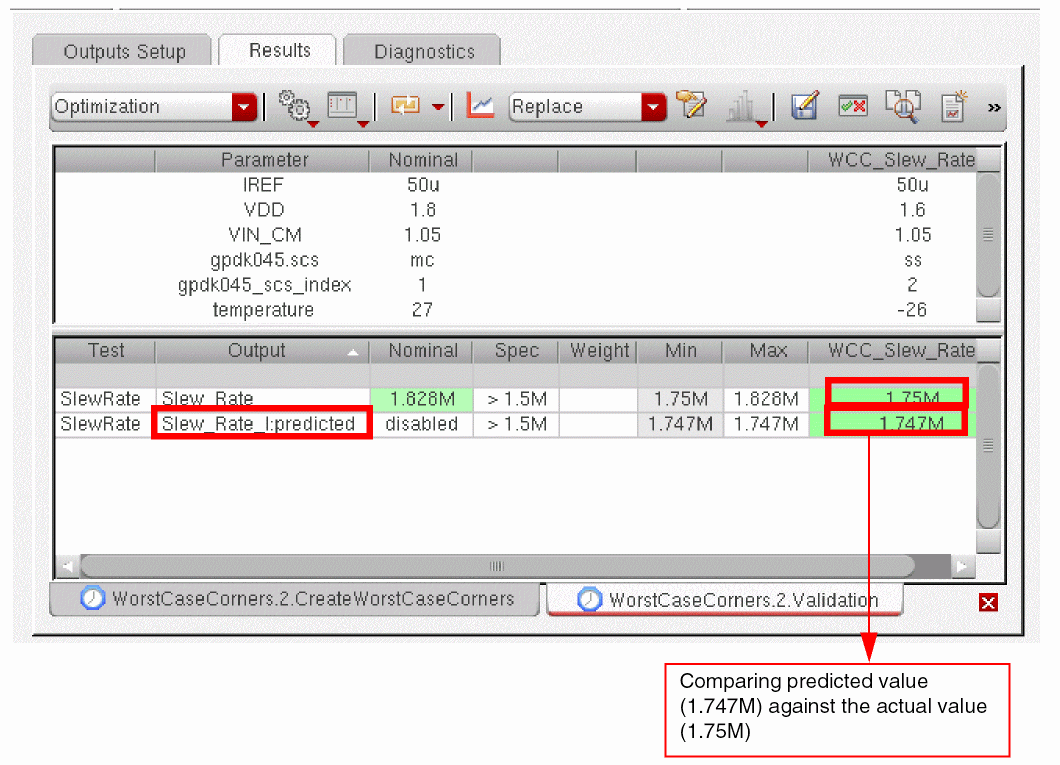 Outputs Setup Results Diagnostics
Optimization Replace »
Parameter Nominal WCC_Slew_Rate
IREF 50u 50u
VDD 1.8 1.6
VIN_CM 1.05 1.05
gpdk045.scs mc ss
gpdk045_scs_index 1 2
temperature 27 -26
Test Output Nominal Spec Weight Min Max WCC_Slew_Rate
SlewRate Slew_Rate 1.828M > 1.5M 1.75M 1.828M 1.75M
SlewRate Slew_Rate_I:predicted disabled > 1.5M 1.747M 1.747M 1.747M
WorstCaseCorners.2.CreateWorstCaseCorners WorstCaseCorners.2.Validation
Comparing predicted value
(1.747M) against the actual value
(1.75M)